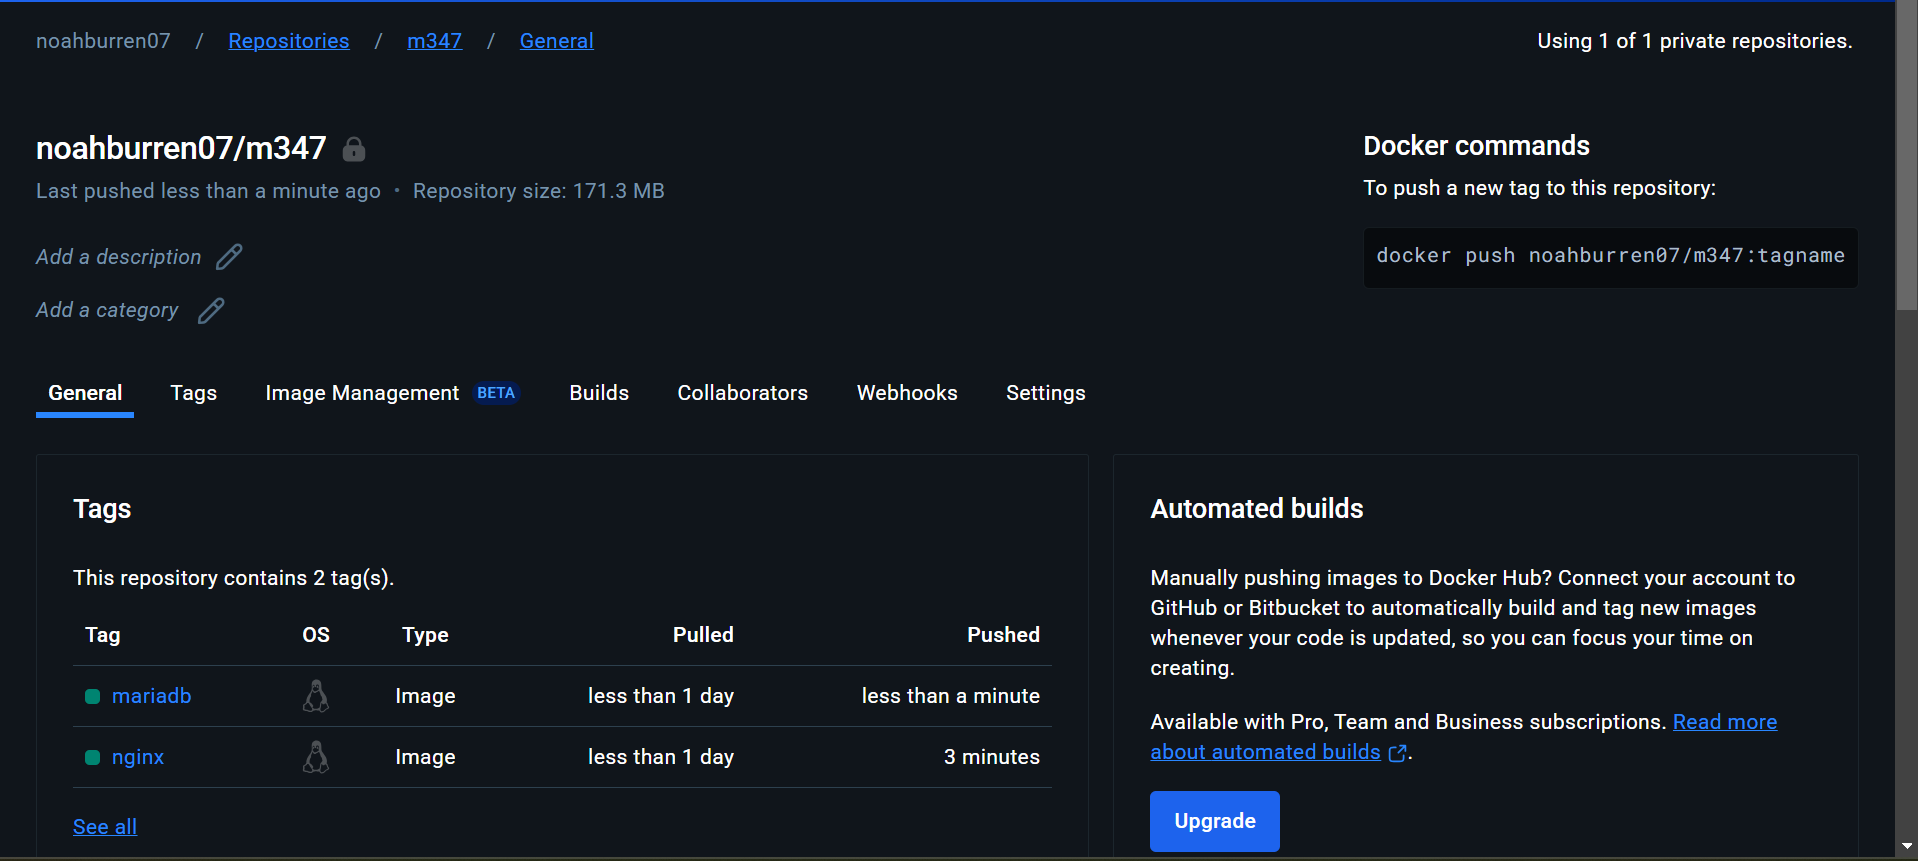 noahburren07 / Repositories / m347 / General
Using 1 of 1 private repositories.
noahburren07/m347
Last pushed less than a minute ago • Repository size: 171.3 MB
Add a description
Add a category
Docker commands
To push a new tag to this repository:
docker push noahburren07/m347:tagname
General Tags Image Management BETA Builds Collaborators Webhooks Settings
Tags
This repository contains 2 tag(s).
Tag OS Type Pulled Pushed
mariadb Image less than 1 day less than a minute
nginx Image less than 1 day 3 minutes
See all
Automated builds
Manually pushing images to Docker Hub? Connect your account to
GitHub or Bitbucket to automatically build and tag new images
whenever your code is updated, so you can focus your time on
creating.
Available with Pro, Team and Business subscriptions. Read more
about automated builds.
Upgrade